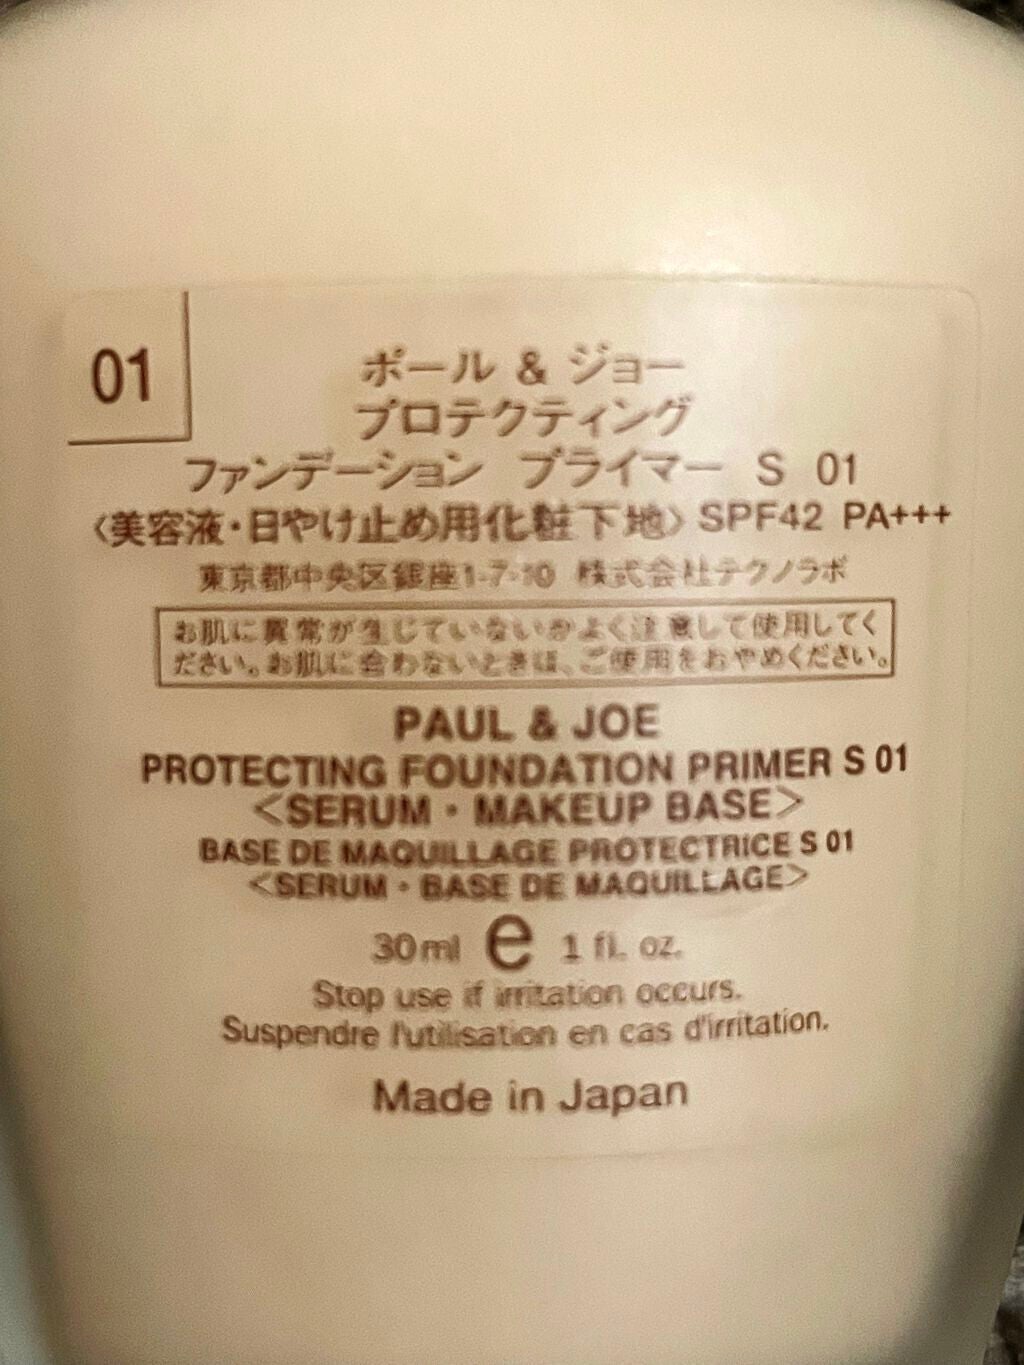 01
ポール & ジョー
プロテクティング
ファンデーション プライマー S 01
〈美容液・日やけ止め用化粧下地〉 SPF42 PA+++
東京都中央区銀座1-7-10 株式会社テクノラボ
お肌に異常が生じていないかよく注意して使用してく
ださい。お肌に合わないときは、ご使用をおやめください。
PAUL & JOE
PROTECTING FOUNDATION PRIMER S 01
<SERUM・MAKEUP BASE>
BASE DE MAQUILLAGE PROTECTRICE S 01
<SERUM・BASE DE MAQUILLAGE>
30ml e 1 fl. oz.
Stop use if irritation occurs.
Suspendre l'utilisation en cas d'irritation.
Made in Japan